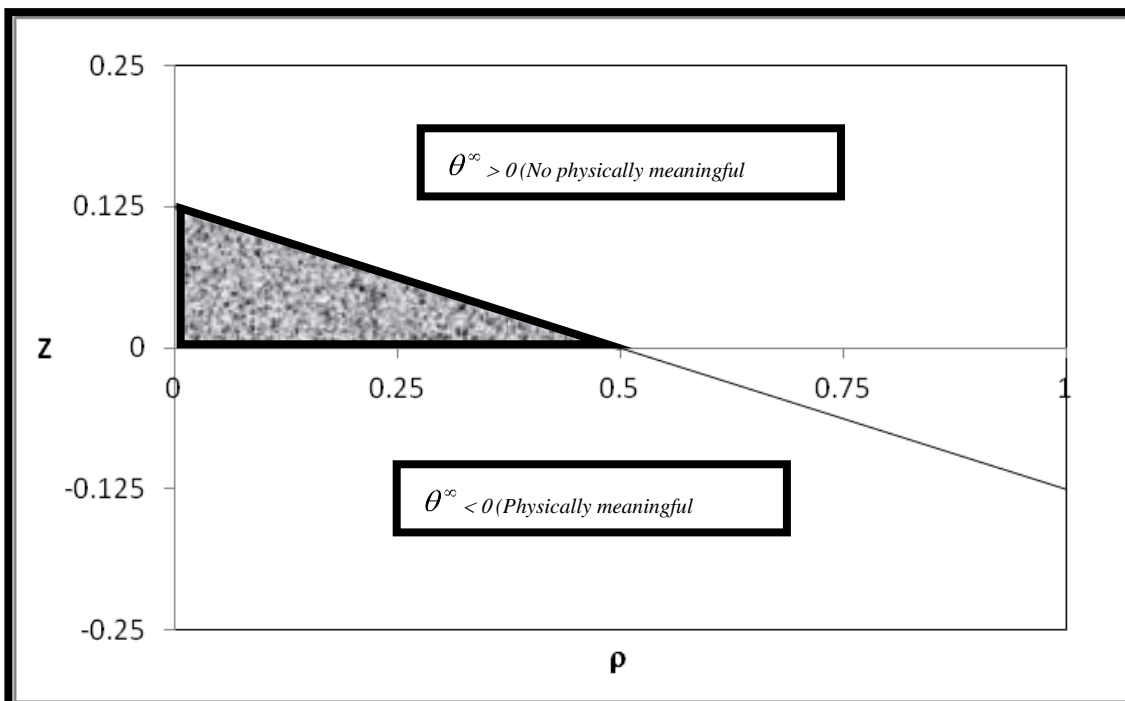 0.25
θ∞ > 0 (No physically meaningful
0.125
Z
0
0 0.25 0.5 0.75 1
θ∞ < 0 (Physically meaningful
-0.125
-0.25
ρ